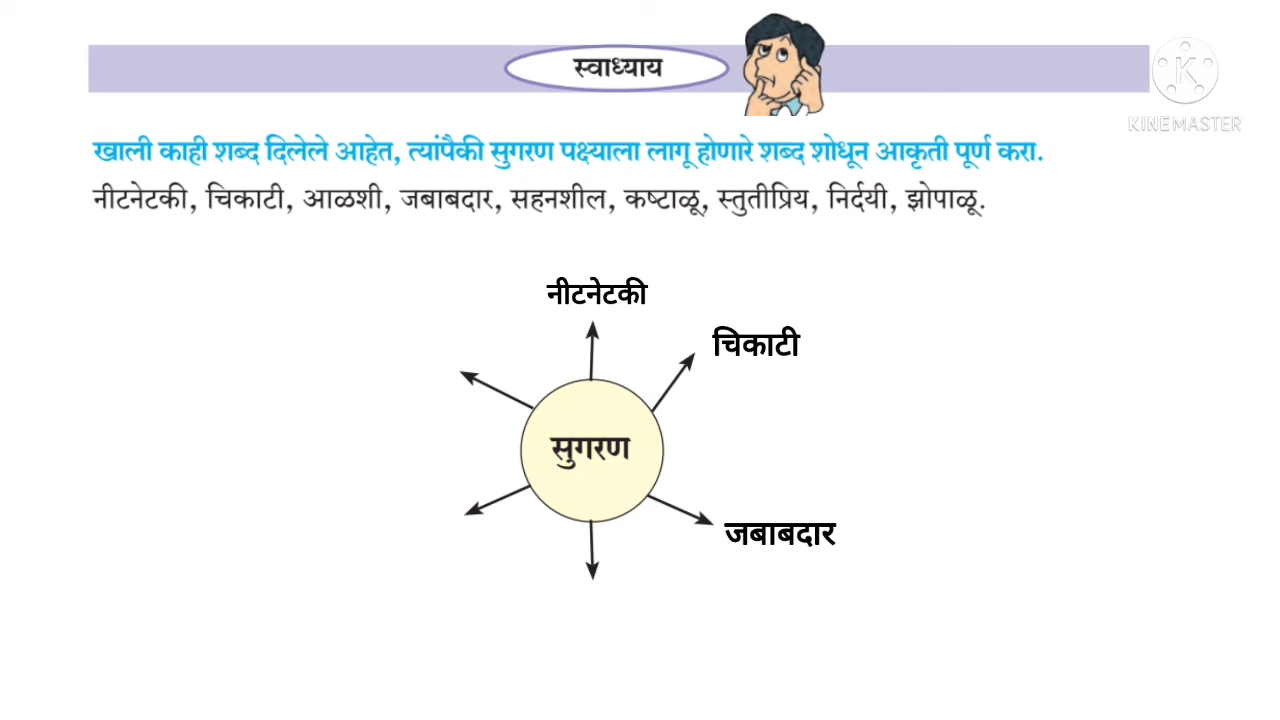 स्वाध्याय
KINEMASTER
खाली काही शब्द दिलेले आहेत, त्यांपैकी सुगरण पक्ष्याला लागू होणारे शब्द शोधून आकृती पूर्ण करा.
नीटनेटकी, चिकाटी, आळशी, जबाबदार, सहनशील, कष्टाळू, स्तुतीप्रिय, निर्दयी, झोपाळू.
नीटनेटकी
चिकाटी
सुगरण
जबाबदार